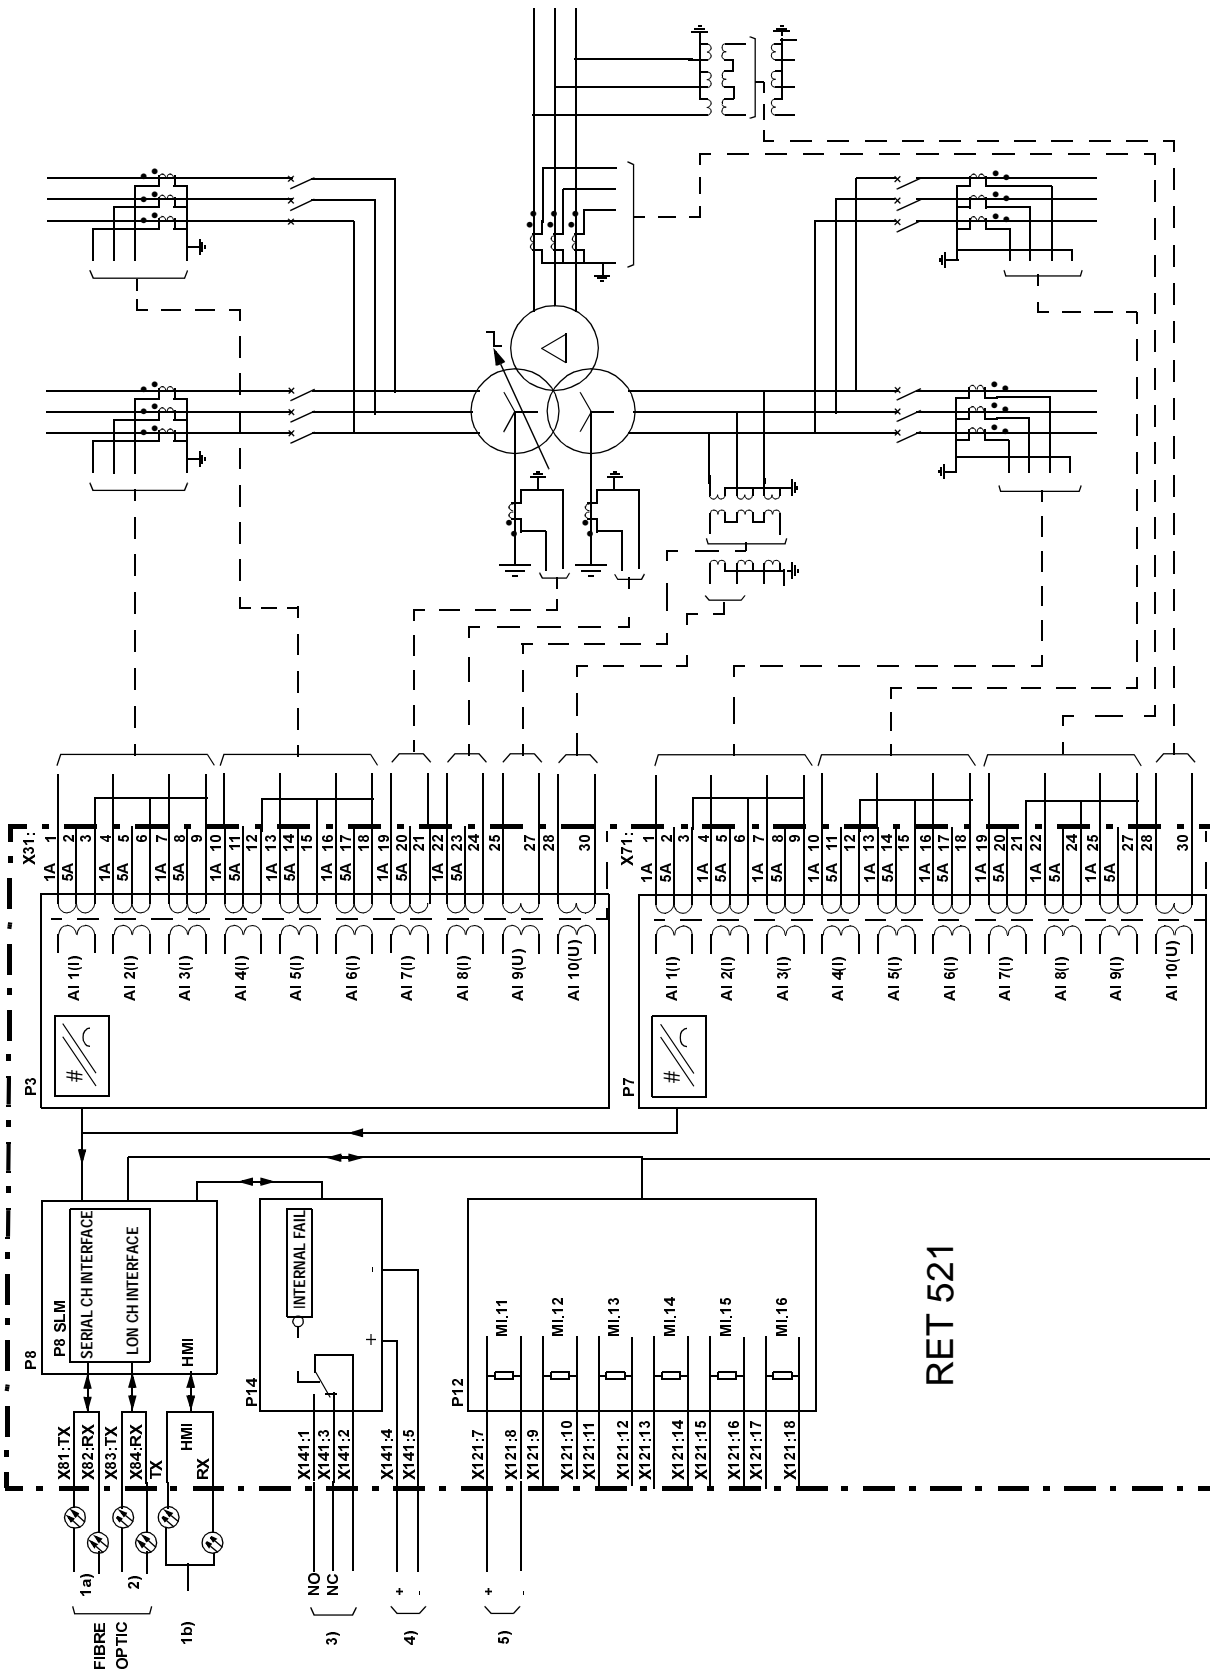 X31:
1A 1
5A 2
3
1A 4
5A 5
6
1A 7
5A 8
9
1A 10
5A 11
12
1A 13
5A 14
15
1A 16
5A 17
18
1A 19
5A 20
21
1A 22
5A 23
24
25
27
28
30
X71:
1A 1
5A 2
3
1A 4
5A 5
6
1A 7
5A 8
9
1A 10
5A 11
12
1A 13
5A 14
15
1A 16
5A 17
18
1A 19
5A 20
21
1A 22
5A 24
1A 25
5A 27
28
30
AI 1(I)
AI 2(I)
AI 3(I)
AI 4(I)
AI 5(I)
AI 6(I)
AI 7(I)
AI 8(I)
AI 9(U)
AI 10(U)
AI 1(I)
AI 2(I)
AI 3(I)
AI 4(I)
AI 5(I)
AI 6(I)
AI 7(I)
AI 8(I)
AI 9(I)
AI 10(U)
P3
#
P7
#
P8
P8 SLM
SERIAL CH INTERFACE
LON CH INTERFACE
HMI
P14
INTERNAL FAIL
+
-
P12
MI.11
MI.12
MI.13
MI.14
MI.15
MI.16
RET 521
X81:TX
X82:RX
X83:TX
X84:RX
TX
HMI
RX
X141:1
X141:3
X141:2
X141:4
X141:5
X121:7
X121:8
X121:9
X121:10
X121:11
X121:12
X121:13
X121:14
X121:15
X121:16
X121:17
X121:18
1a)
2)
FIBRE
OPTIC
1b)
NO
NC
3)
+
-
4)
+
-
5)